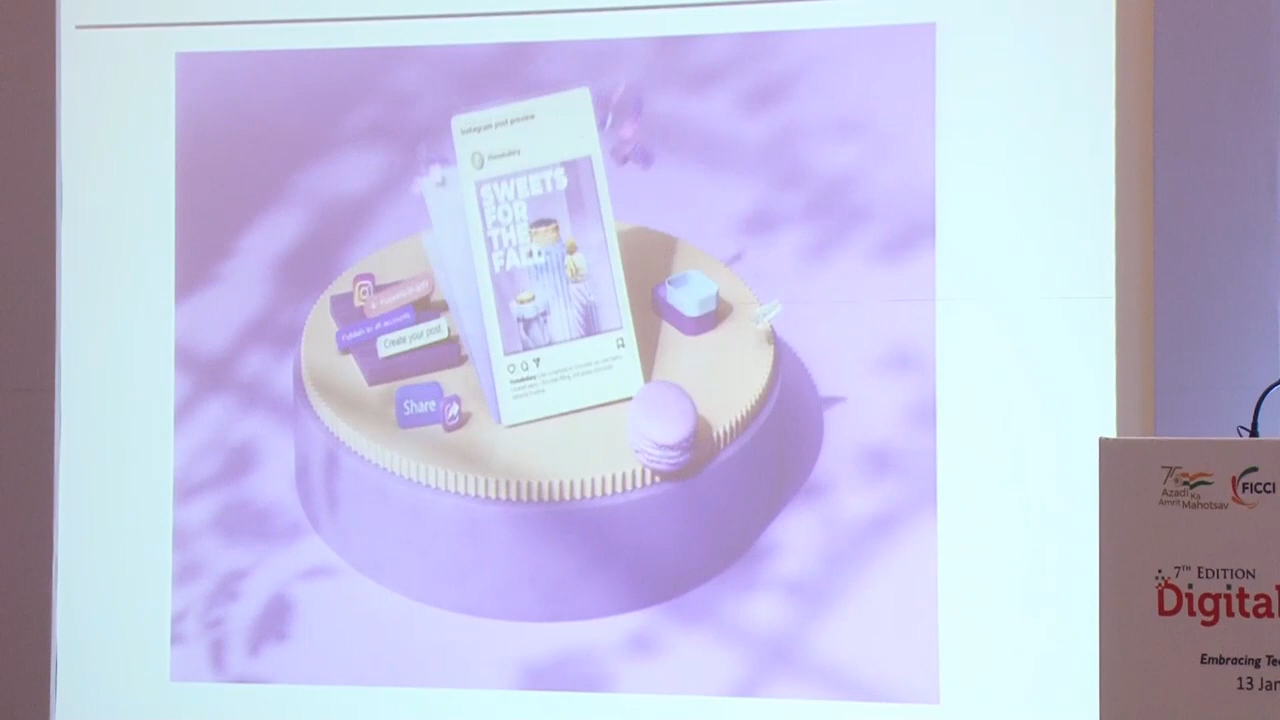 Instagram post preview
SWEETS
FOR
THE
FALL
Publish to all accounts
Create your post
Share
75
Azadi Ka
Amrit Mahotsav
FICCI
7TH EDITION
Digital
Embracing
13 Jan